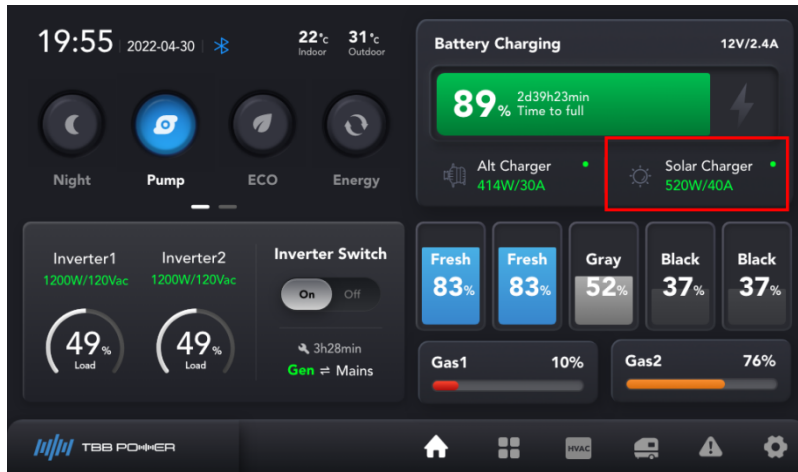 19:55 2022-04-30 22°c 31°c
Indoor Outdoor
Night Pump ECO Energy
Battery Charging 12V/2.4A
89% 2d39h23min
Time to full
Alt Charger
414W/30A
Solar Charger
520W/40A
Inverter1 Inverter2 Inverter Switch
1200W/120Vac 1200W/120Vac
On Off
49% 49%
Load Load
3h28min
Gen ⇌ Mains
Fresh Fresh Gray Black Black
83% 83% 52% 37% 37%
Gas1 10% Gas2 76%
TBB POWER
HVAC